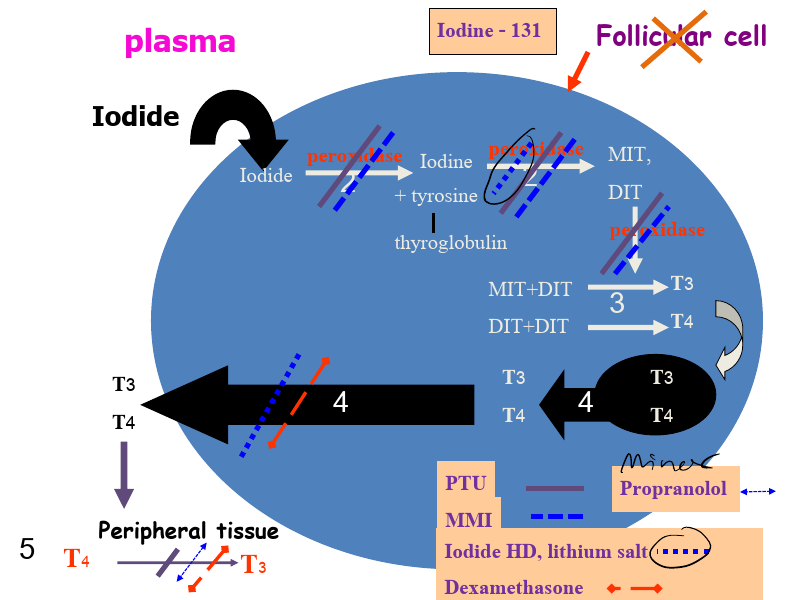 Iodine - 131
Follicular cell
plasma
Iodide
peroxidase
peroxidase
Iodide
Iodine
MIT,
2
2
+ tyrosine
DIT
thyroglobulin
peroxidase
MIT+DIT
T3
3
DIT+DIT
T4
T3
T3
T3
4
4
T4
T4
T4
Minor
PTU
Propranolol
MMI
Peripheral tissue
Iodide HD, lithium salt
5
T4
T3
Dexamethasone